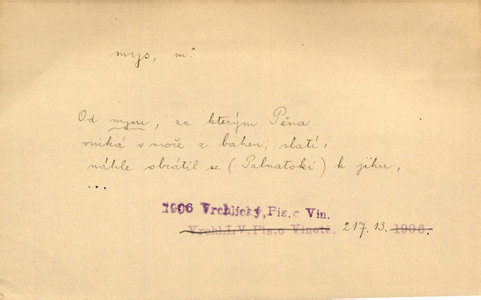 mys, m.
Od mysu, za kterým Pěna
vniká v moře z bahen, slatí,
náhle obrátil se (Palnatoki) k jihu,
...
1906 Vrchlický, Pís. o Vin.
Vrchl. J. V. Pís. o Vinetě. 217.13. 1906.